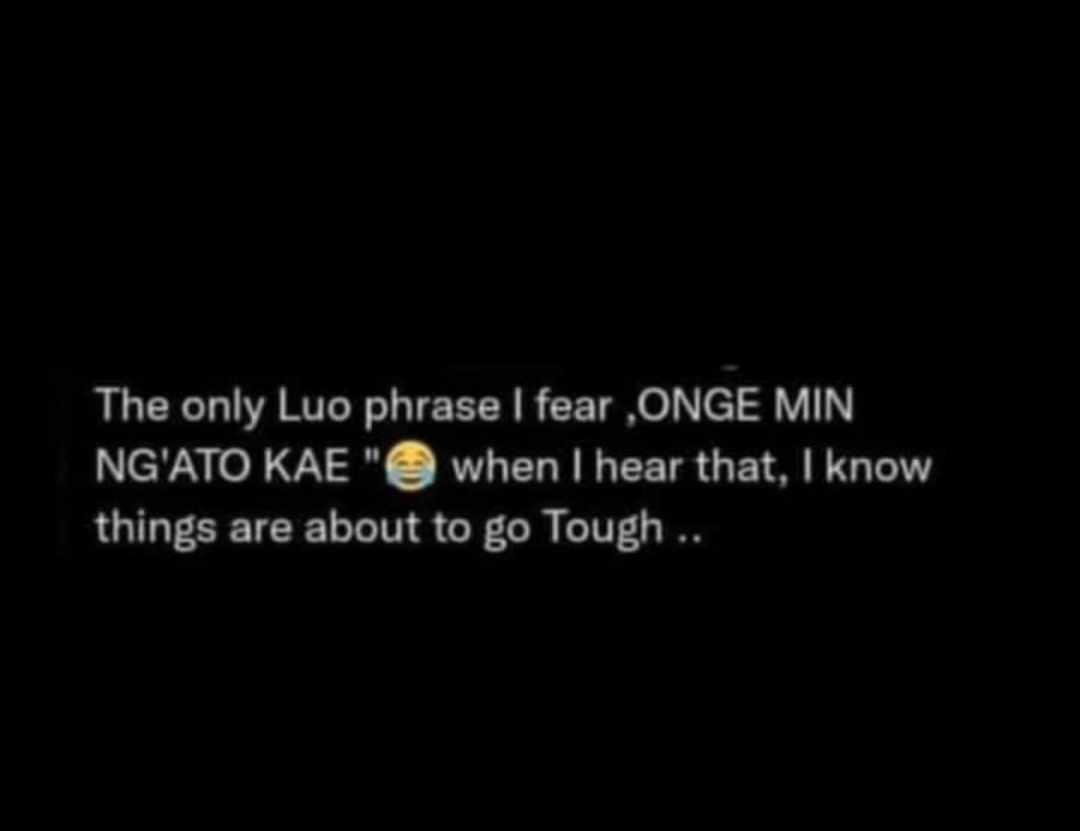 The only Luo phrase I fear ,ONGE MIN
NG'ATO KAE "😂 when I hear that, I know
things are about to go Tough ..